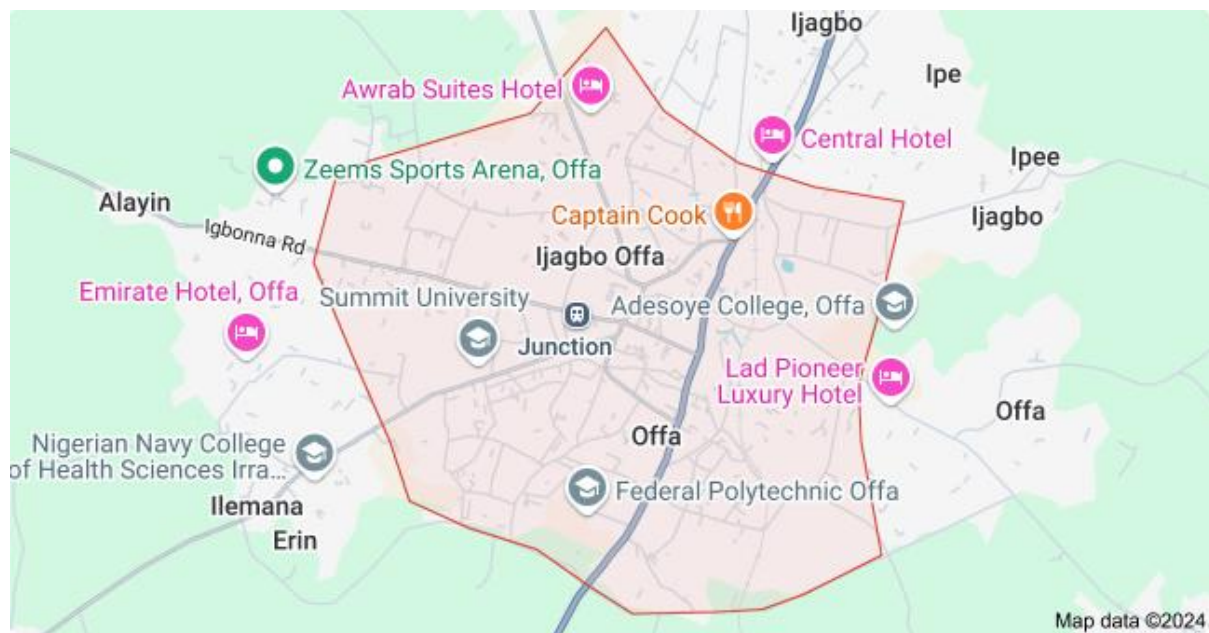 Ijagbo
Ipe
Awrab Suites Hotel
Central Hotel
Ipee
Zeems Sports Arena, Offa
Alayin
Captain Cook
Ijagbo
Igbonna Rd
Ijagbo Offa
Emirate Hotel, Offa
Summit University
Adesoye College, Offa
Junction
Lad Pioneer
Luxury Hotel
Offa
Offa
Nigerian Navy College
of Health Sciences Irra...
Federal Polytechnic Offa
Ilemana
Erin
Map data ©2024